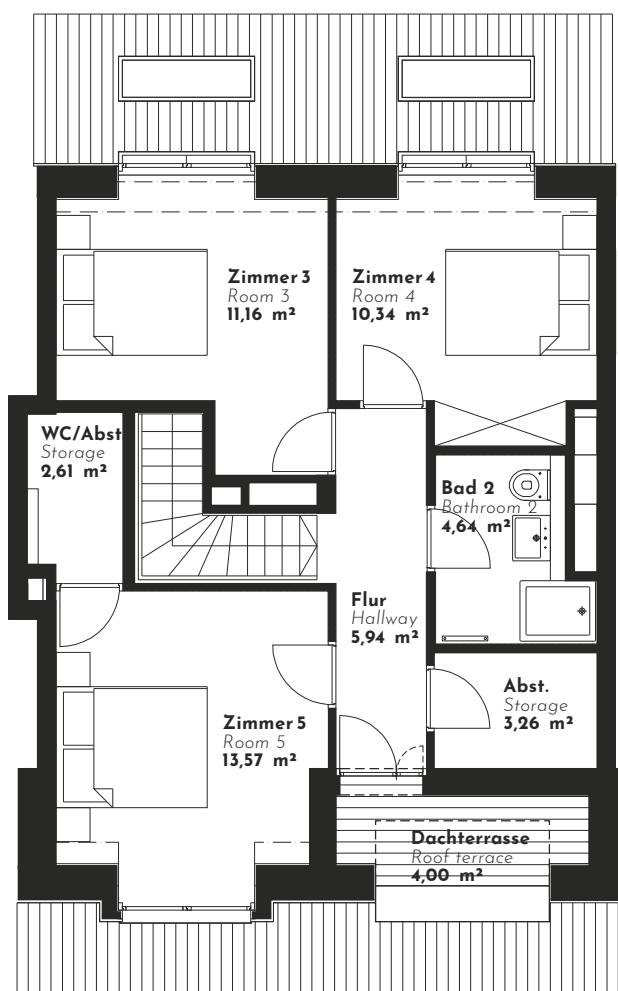 Zimmer 3
Room 3
11,16 m²
Zimmer 4
Room 4
10,34 m²
WC/Abst
Storage
2,61 m²
Bad 2
Bathroom 2
4,64 m²
Flur
Hallway
5,94 m²
Abst.
Storage
3,26 m²
Zimmer 5
Room 5
13,57 m²
Dachterrasse
Roof terrace
4,00 m²